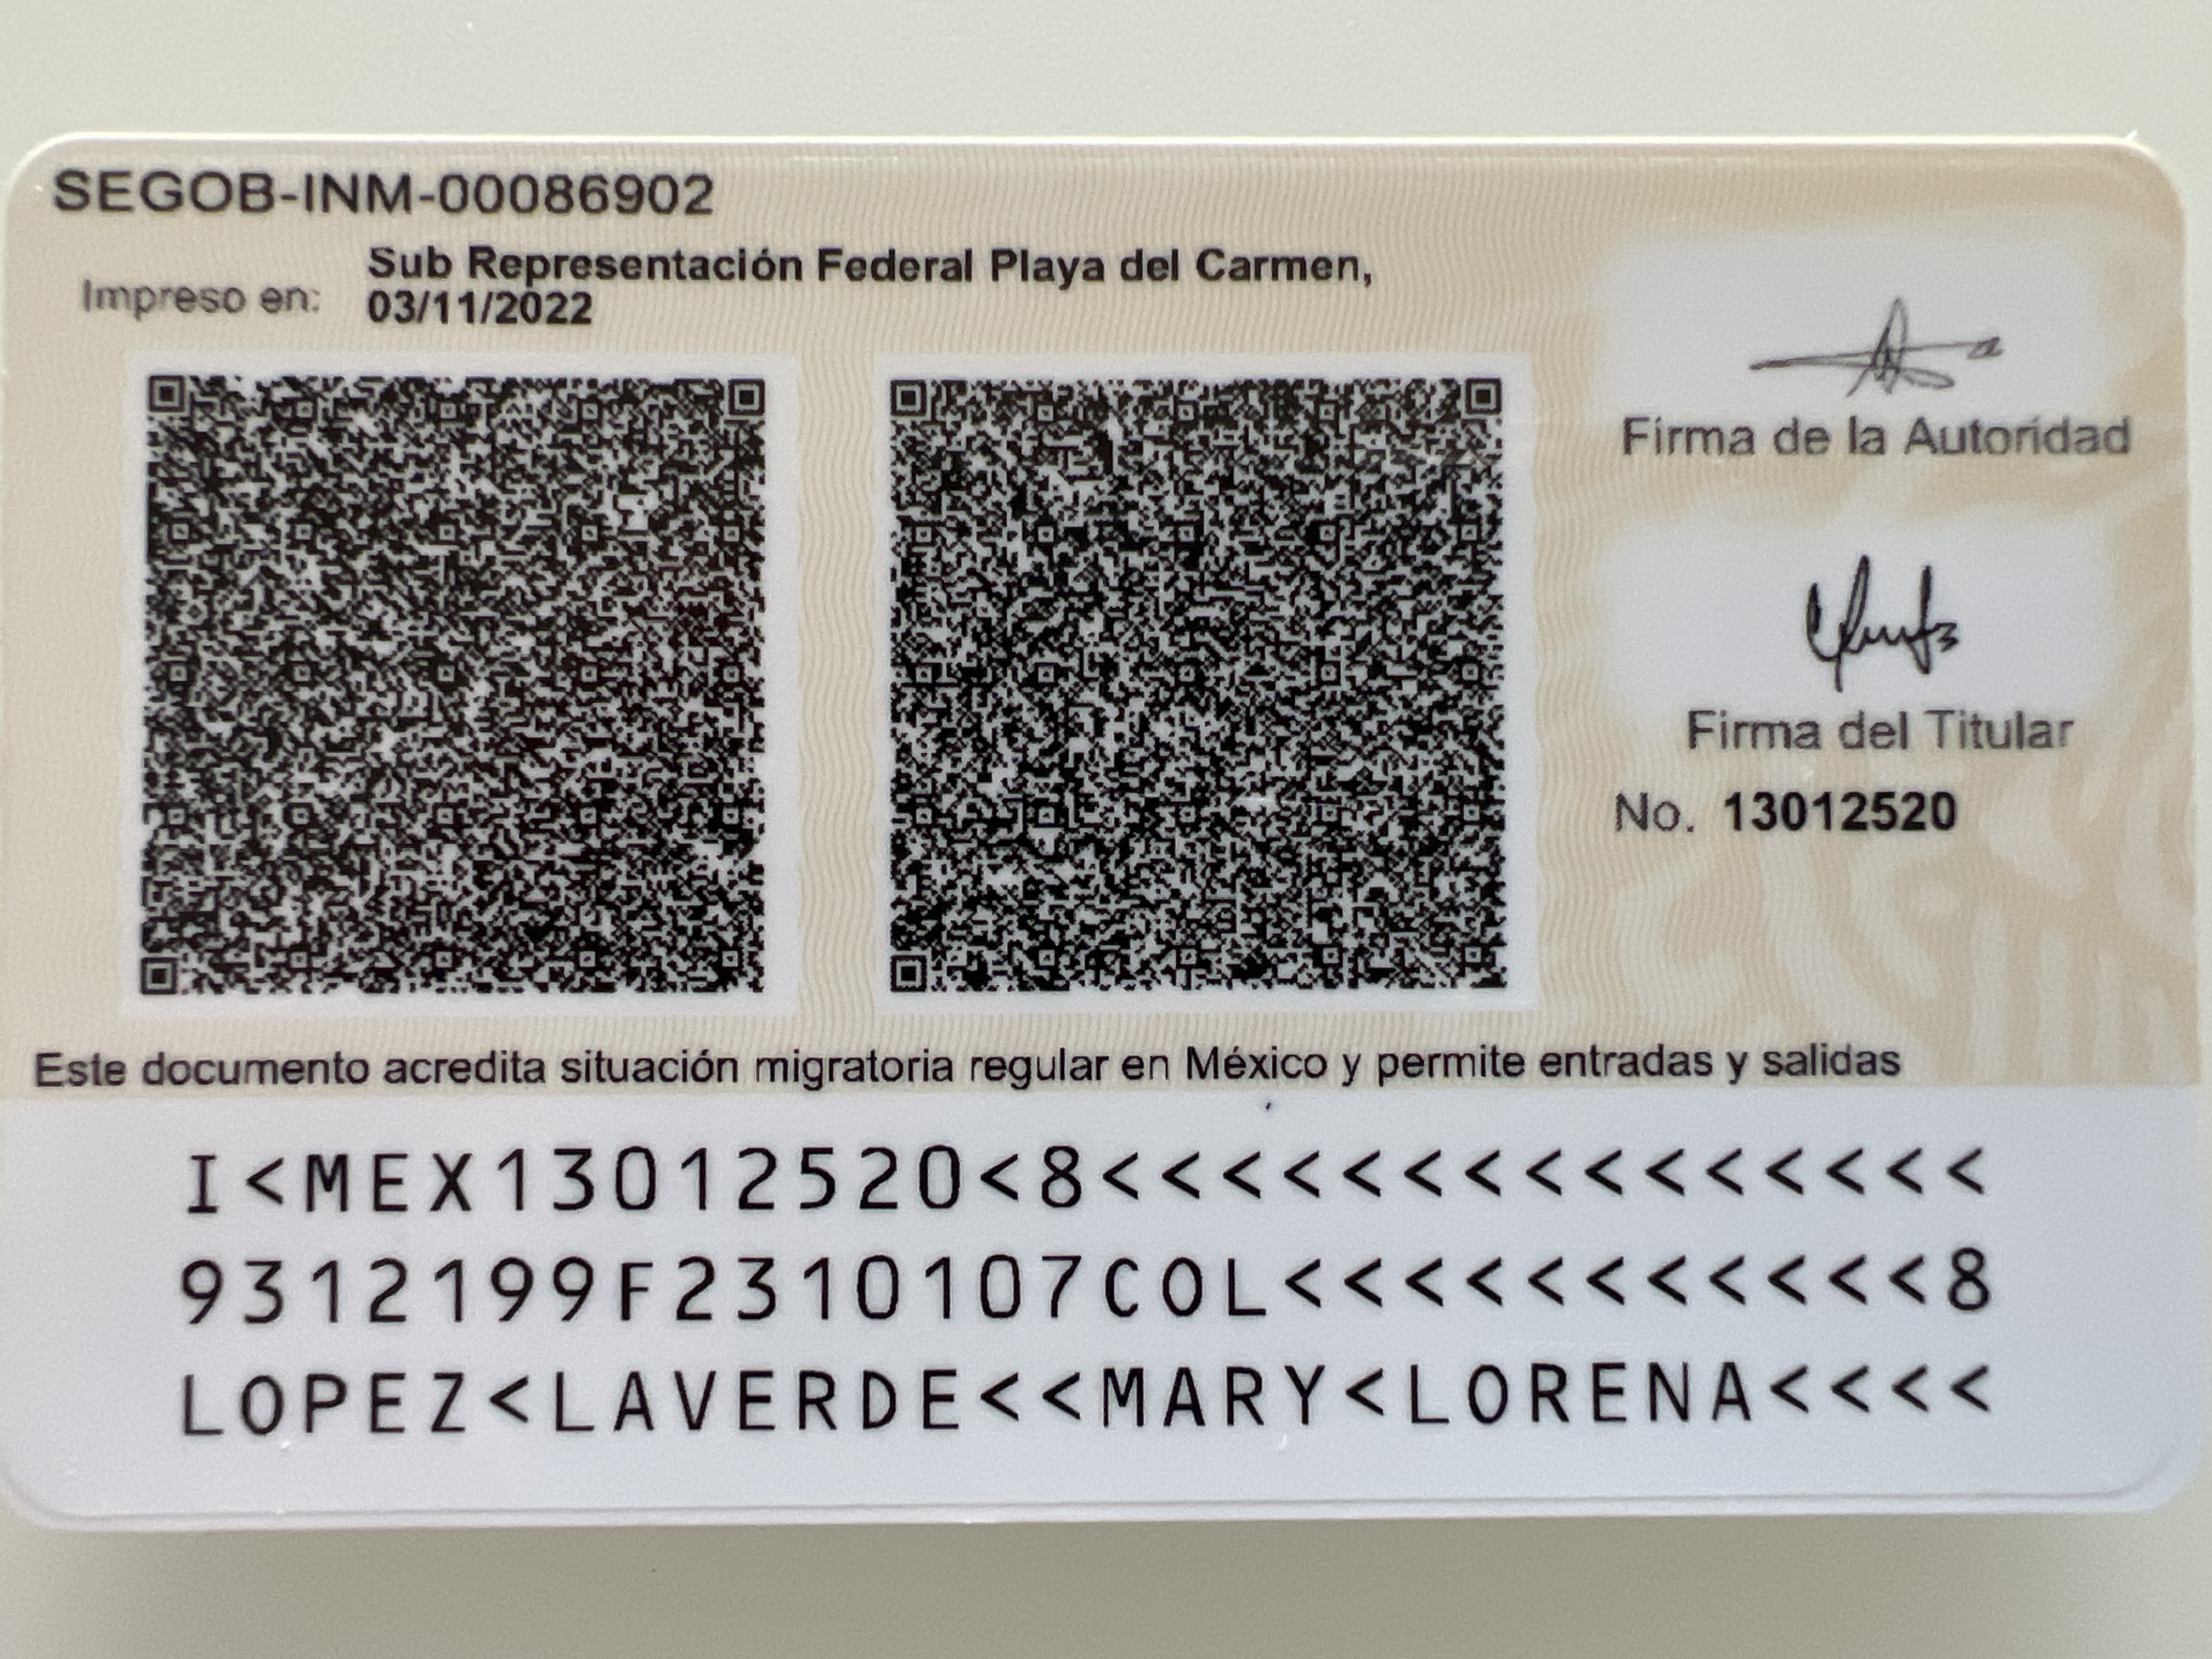 SEGOB-INM-00086902
Impreso en: Sub Representación Federal Playa del Carmen,
03/11/2022
Firma de la Autoridad
Firma del Titular
No. 13012520
Este documento acredita situación migratoria regular en México y permite entradas y salidas
I<MEX13012520<8<<<<<<<<<<<<<<<
9312199F2310107COL<<<<<<<<<<<8
LOPEZ<LAVERDE<<MARY<LORENA<<<<